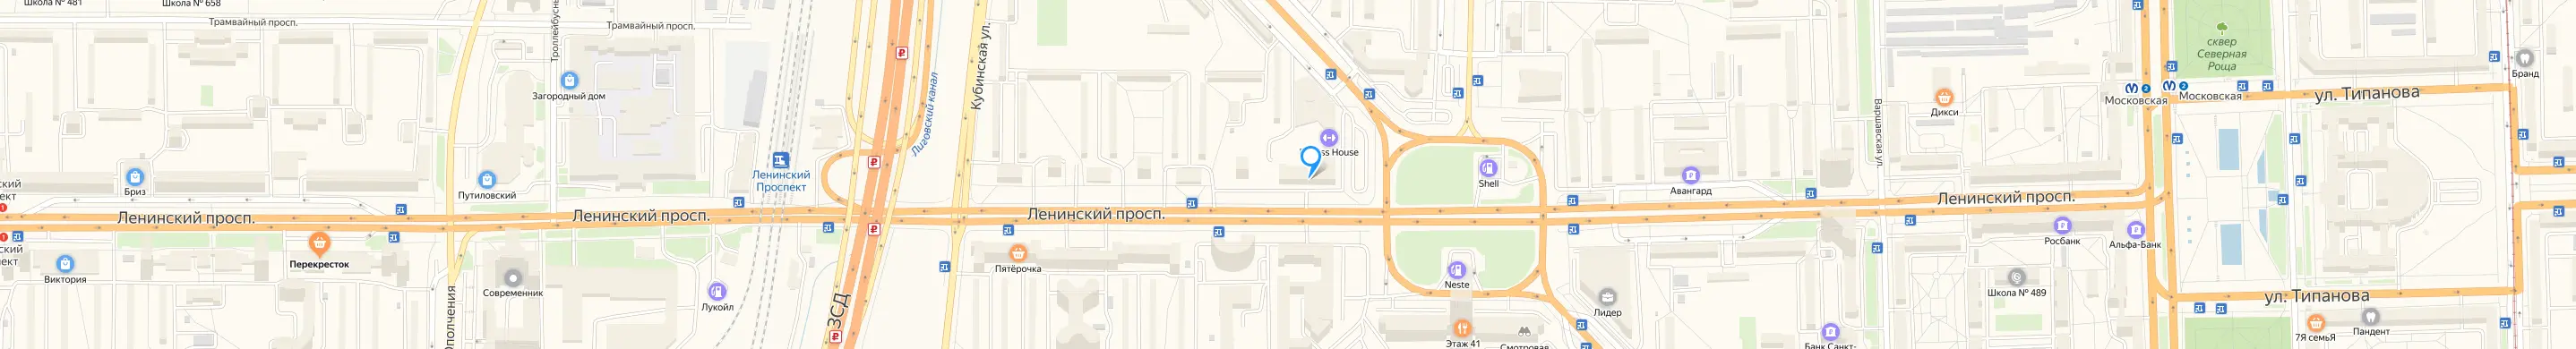 Школа № 481
Школа № 658
Трамвайный просп.
Трамвайный просп.
Кубинская ул.
Лиговский канал
сквер
Северная
Роща
Бранд
Загородный дом
Московская
Московская
ул. Типанова
Дикси
Варшавская ул.
ss House
Ленинский
Проспект
Бриз
Путиловский
Shell
Авангард
Ленинский просп.
Ленинский просп.
Ленинский просп.
Ленинский просп.
Перекресток
Виктория
Современник
Лукойл
ЗСД
Пятёрочка
Neste
Лидер
Росбанк
Альфа-Банк
Школа № 489
ул. Типанова
Этаж 41
Смотровая
Банк Санкт-
7Я семьЯ
Пандент